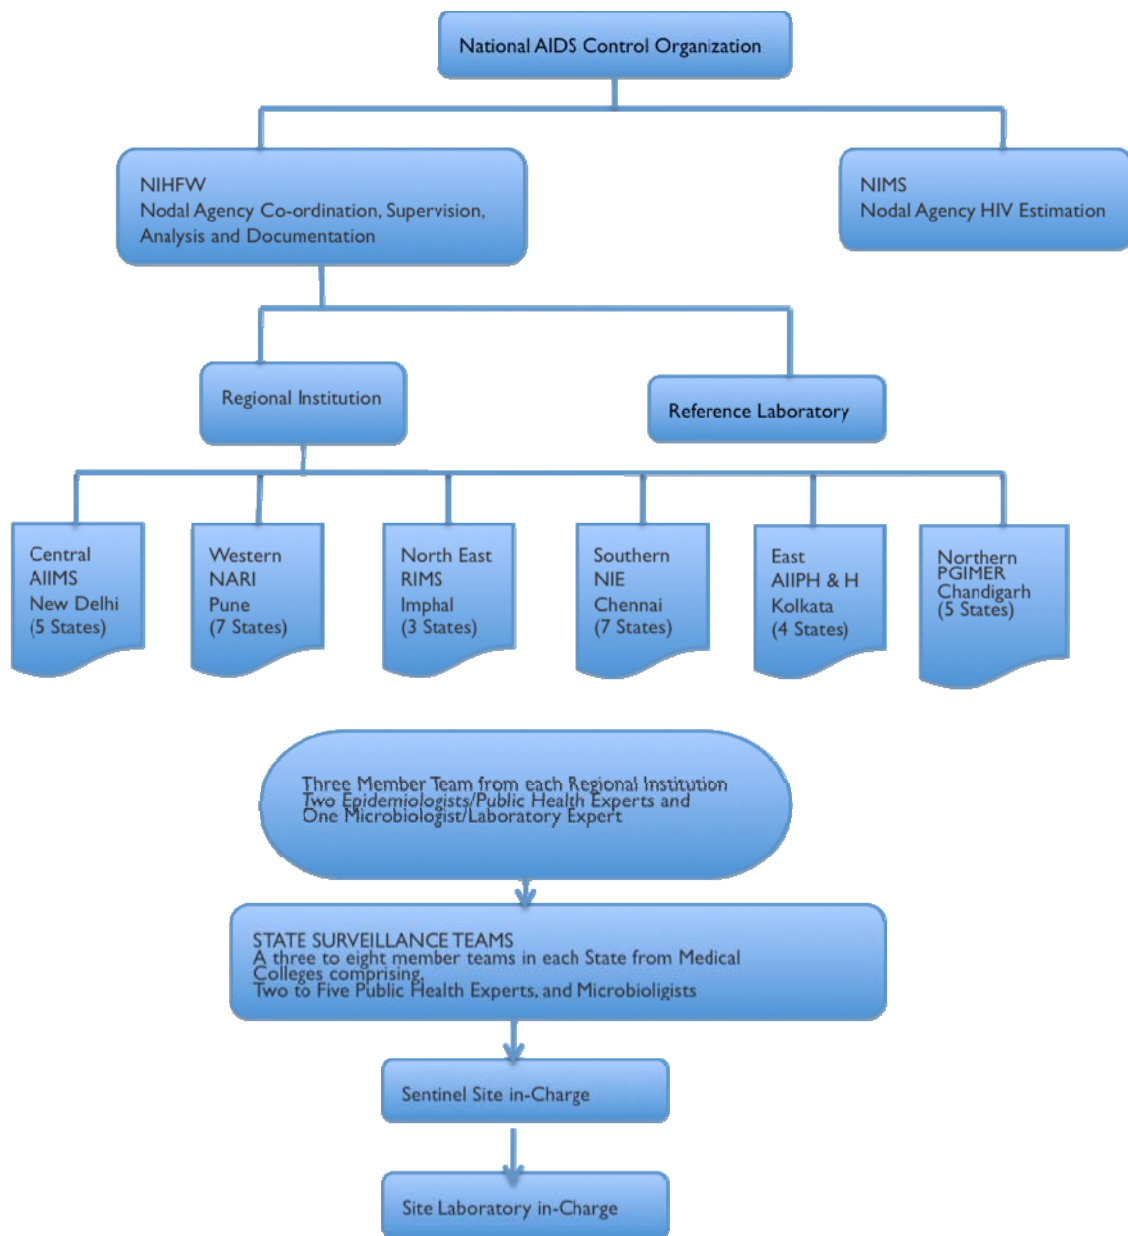 National AIDS Control Organization
NIHFW
Nodal Agency Co-ordination, Supervision,
Analysis and Documentation
NIMS
Nodal Agency HIV Estimation
Regional Institution
Reference Laboratory
Central
AIIMS
New Delhi
(5 States)
Western
NARI
Pune
(7 States)
North East
RIMS
Imphal
(3 States)
Southern
NIE
Chennai
(7 States)
East
AIIPH & H
Kolkata
(4 States)
Northern
PGIMER
Chandigarh
(5 States)
Three Member Team from each Regional Institution
Two Epidemiologists/Public Health Experts and
One Microbiologist/Laboratory Expert
STATE SURVEILLANCE TEAMS
A three to eight member teams in each State from Medical
Colleges comprising,
Two to Five Public Health Experts, and Microbioligists
Sentinel Site in-Charge
Site Laboratory in-Charge